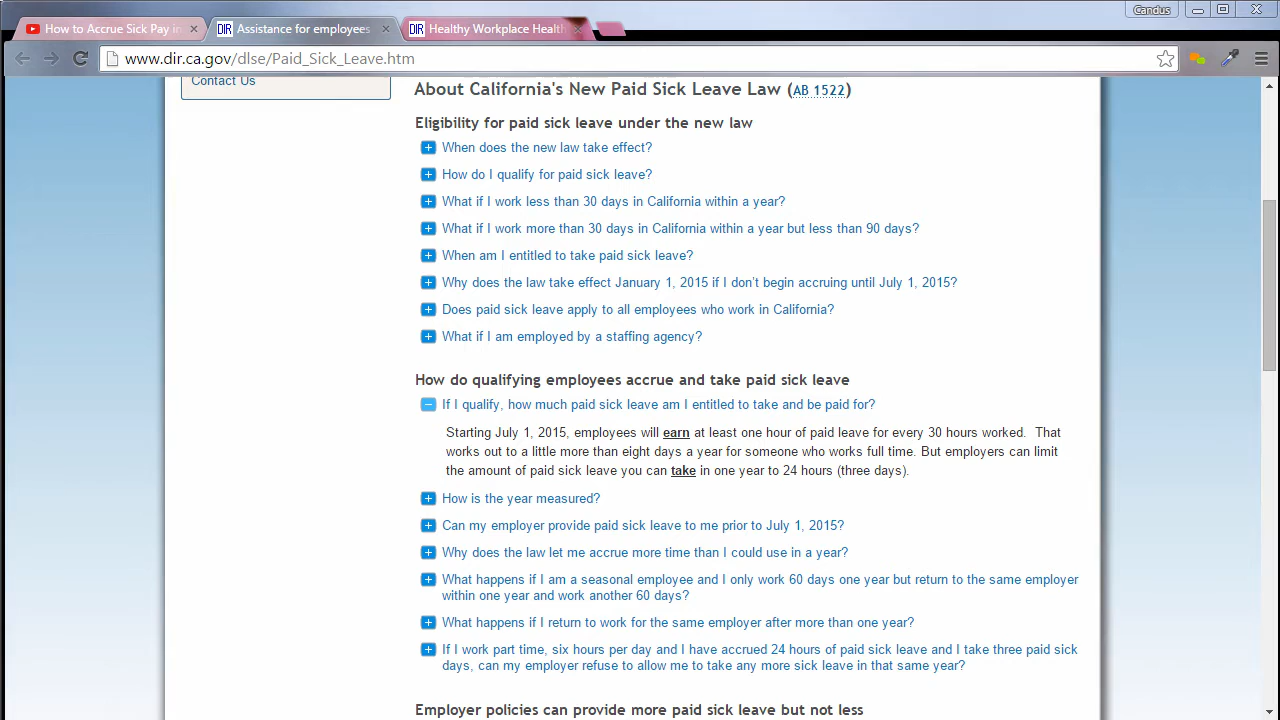 Candus
How to Accrue Sick Pay in
Assistance for employees
Healthy Workplace Health
www.dir.ca.gov/dlse/Paid_Sick_Leave.htm
Contact Us
About California's New Paid Sick Leave Law (AB 1522)
Eligibility for paid sick leave under the new law
When does the new law take effect?
How do I qualify for paid sick leave?
What if I work less than 30 days in California within a year?
What if I work more than 30 days in California within a year but less than 90 days?
When am I entitled to take paid sick leave?
Why does the law take effect January 1, 2015 if I don't begin accruing until July 1, 2015?
Does paid sick leave apply to all employees who work in California?
What if I am employed by a staffing agency?
How do qualifying employees accrue and take paid sick leave
If I qualify, how much paid sick leave am I entitled to take and be paid for?
Starting July 1, 2015, employees will earn at least one hour of paid leave for every 30 hours worked. That
works out to a little more than eight days a year for someone who works full time. But employers can limit
the amount of paid sick leave you can take in one year to 24 hours (three days).
How is the year measured?
Can my employer provide paid sick leave to me prior to July 1, 2015?
Why does the law let me accrue more time than I could use in a year?
What happens if I am a seasonal employee and I only work 60 days one year but return to the same employer
within one year and work another 60 days?
What happens if I return to work for the same employer after more than one year?
If I work part time, six hours per day and I have accrued 24 hours of paid sick leave and I take three paid sick
days, can my employer refuse to allow me to take any more sick leave in that same year?
Employer policies can provide more paid sick leave but not less